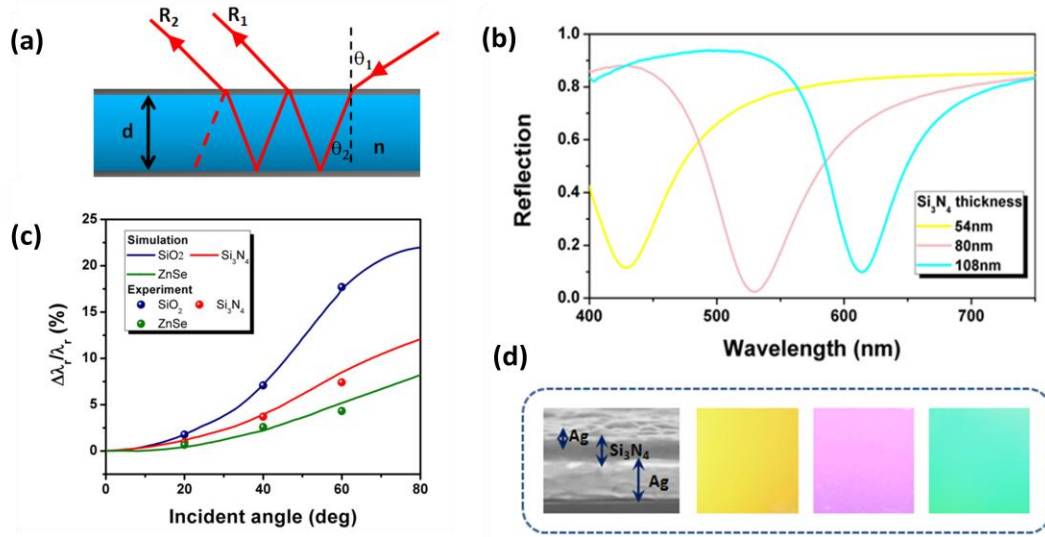 (a)
R₂
R₁
θ₁
d
θ₂
n
(b)
Reflection
1.0
0.8
0.6
0.4
0.2
0.0
Si₃N₄ thickness
54nm
80nm
108nm
400
500
600
700
Wavelength (nm)
(c)
Δλᵣ/λᵣ (%)
25
20
15
10
5
0
Simulation
SiO2 Si₃N₄
ZnSe
Experiment
SiO₂ Si₃N₄
ZnSe
0
20
40
60
80
Incident angle (deg)
(d)
Ag
Si₃N₄
Ag